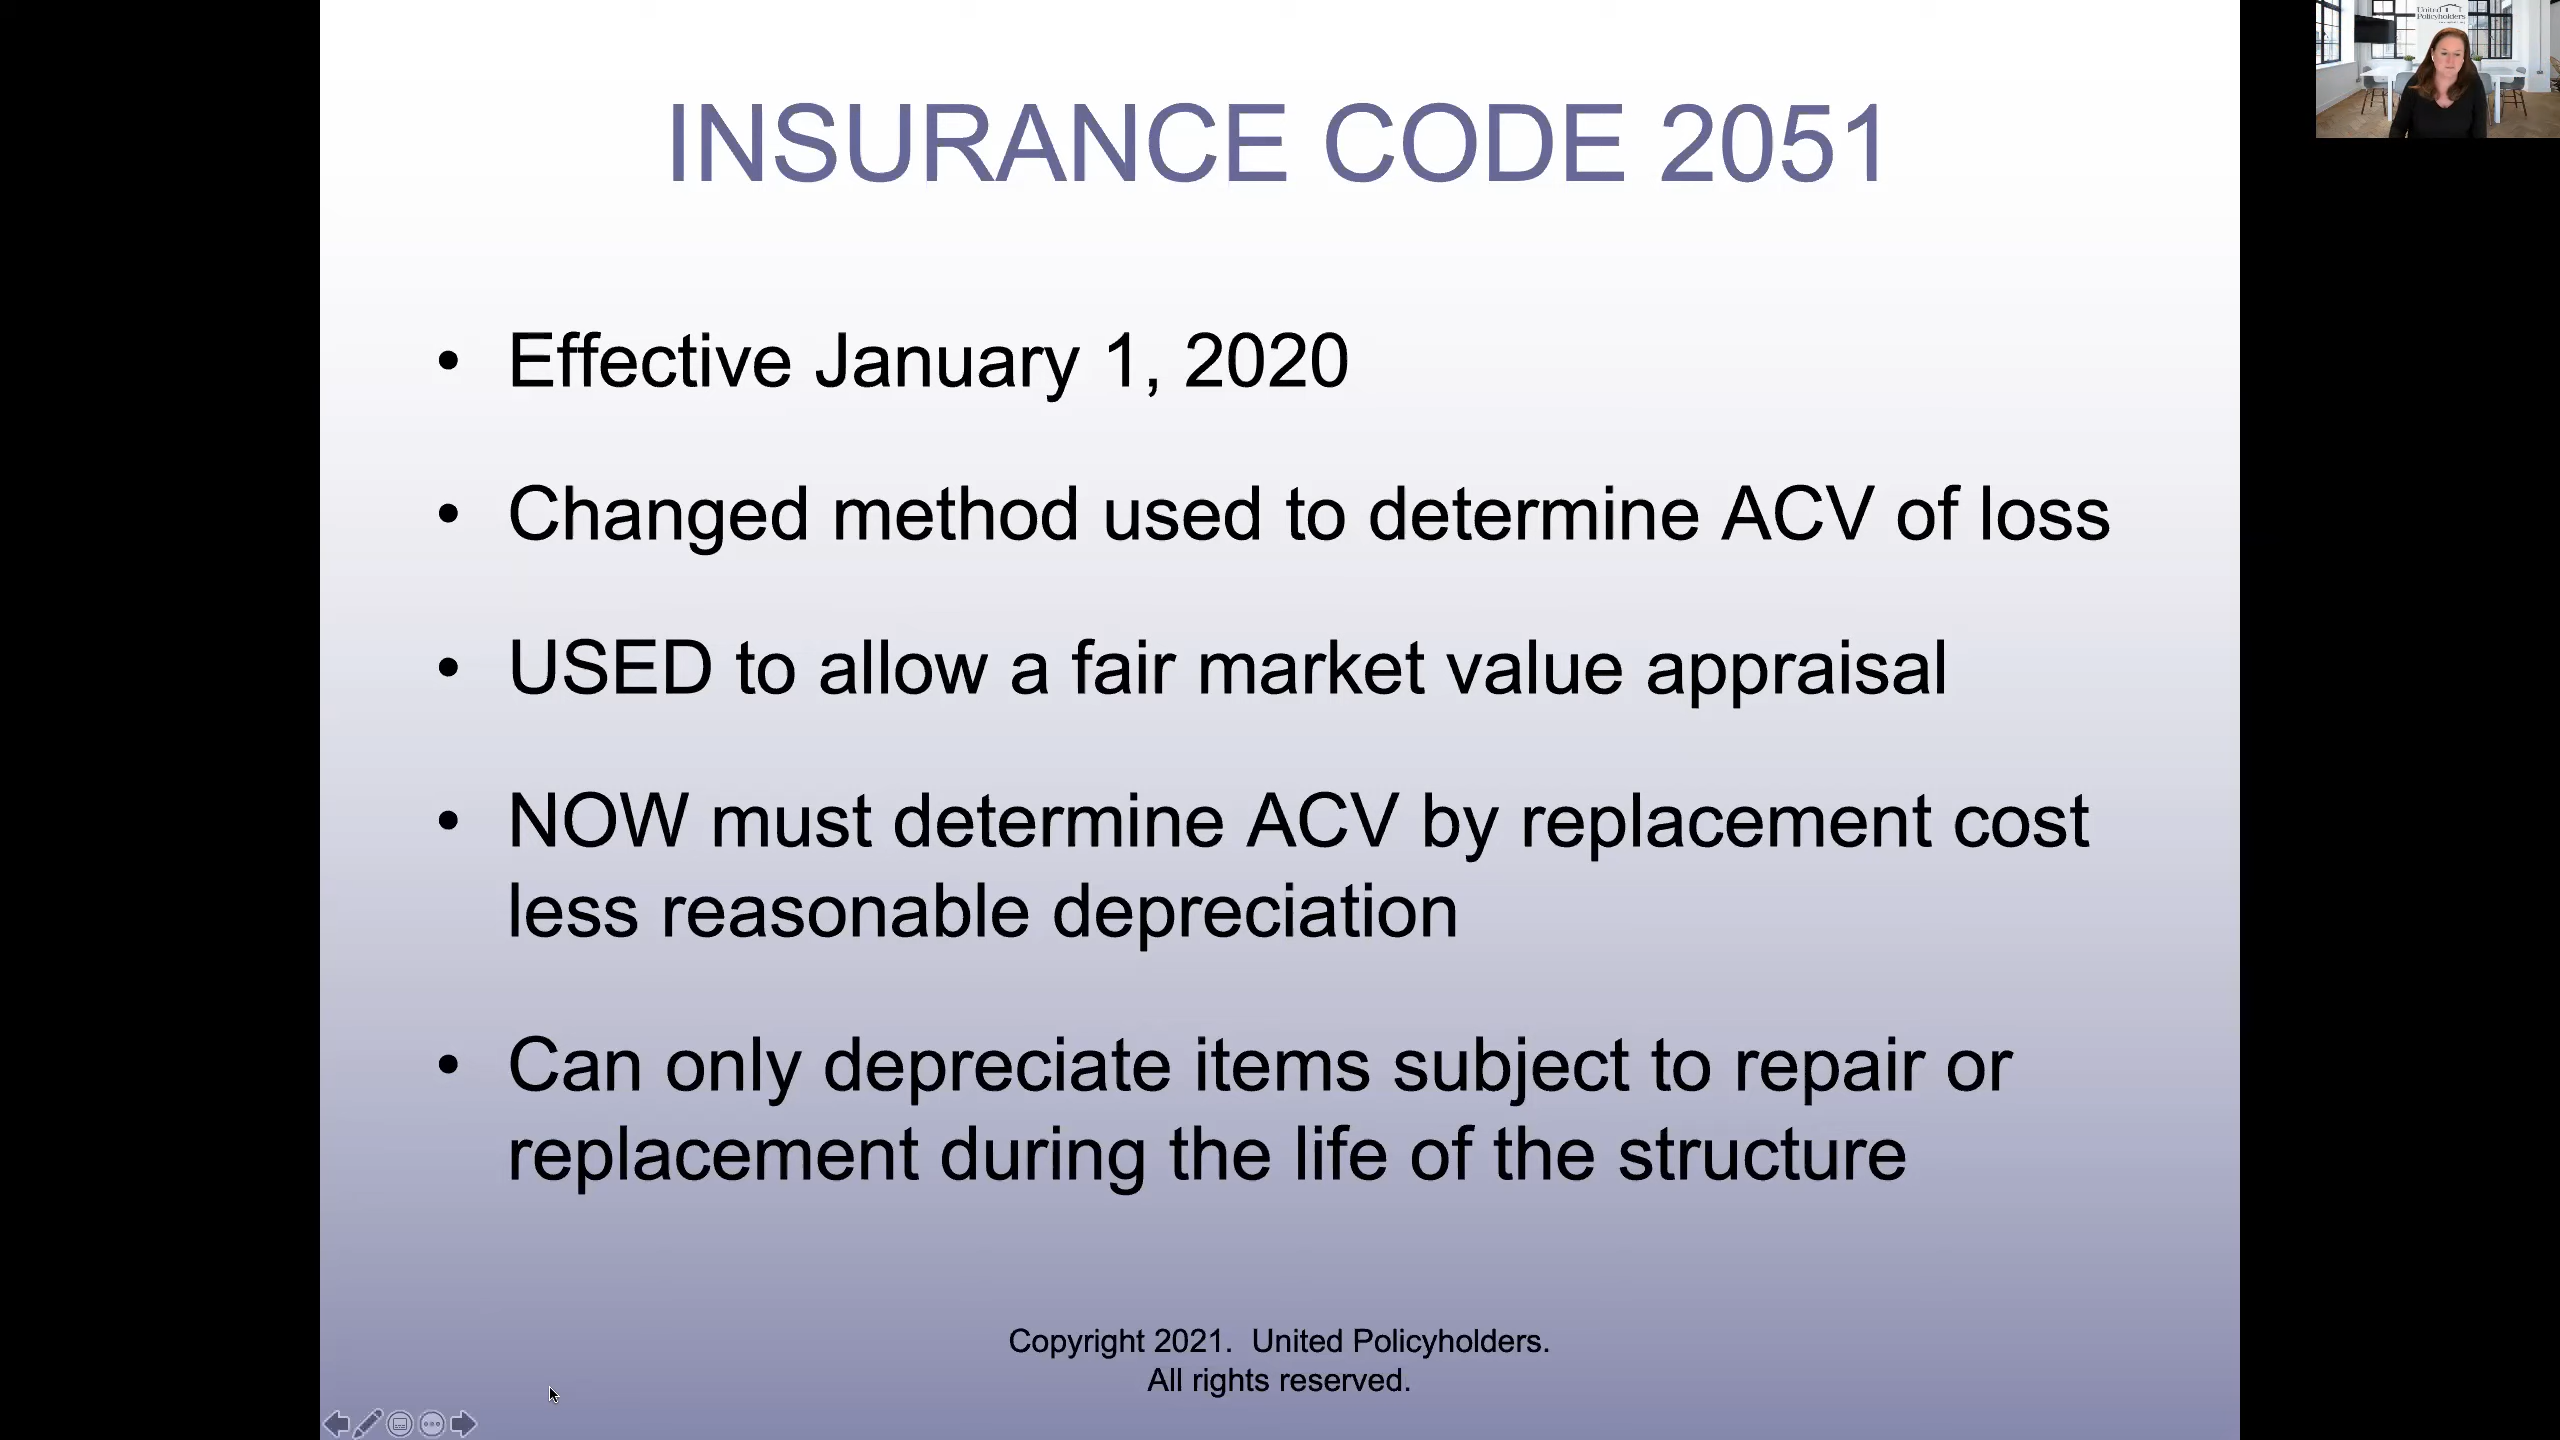 INSURANCE CODE 2051
• Effective January 1, 2020
• Changed method used to determine ACV of loss
• USED to allow a fair market value appraisal
• NOW must determine ACV by replacement cost
less reasonable depreciation
• Can only depreciate items subject to repair or
replacement during the life of the structure
Copyright 2021.  United Policyholders.
All rights reserved.
United
Policyholders